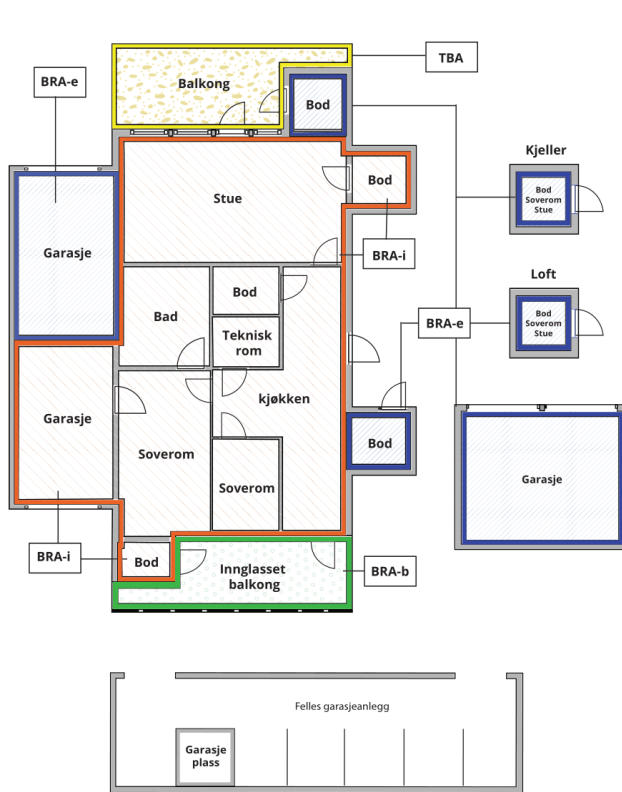 TBA
BRA-e
Balkong
Bod
Kjeller
Bod
Stue
Bod
Soverom
Stue
Garasje
BRA-i
Loft
Bod
Bad
Teknisk
rom
BRA-e
Bod
Soverom
Stue
kjøkken
Garasje
Soverom
Bod
Garasje
Soverom
BRA-i
Bod
Innglasset
balkong
BRA-b
Felles garasjeanlegg
Garasje
plass